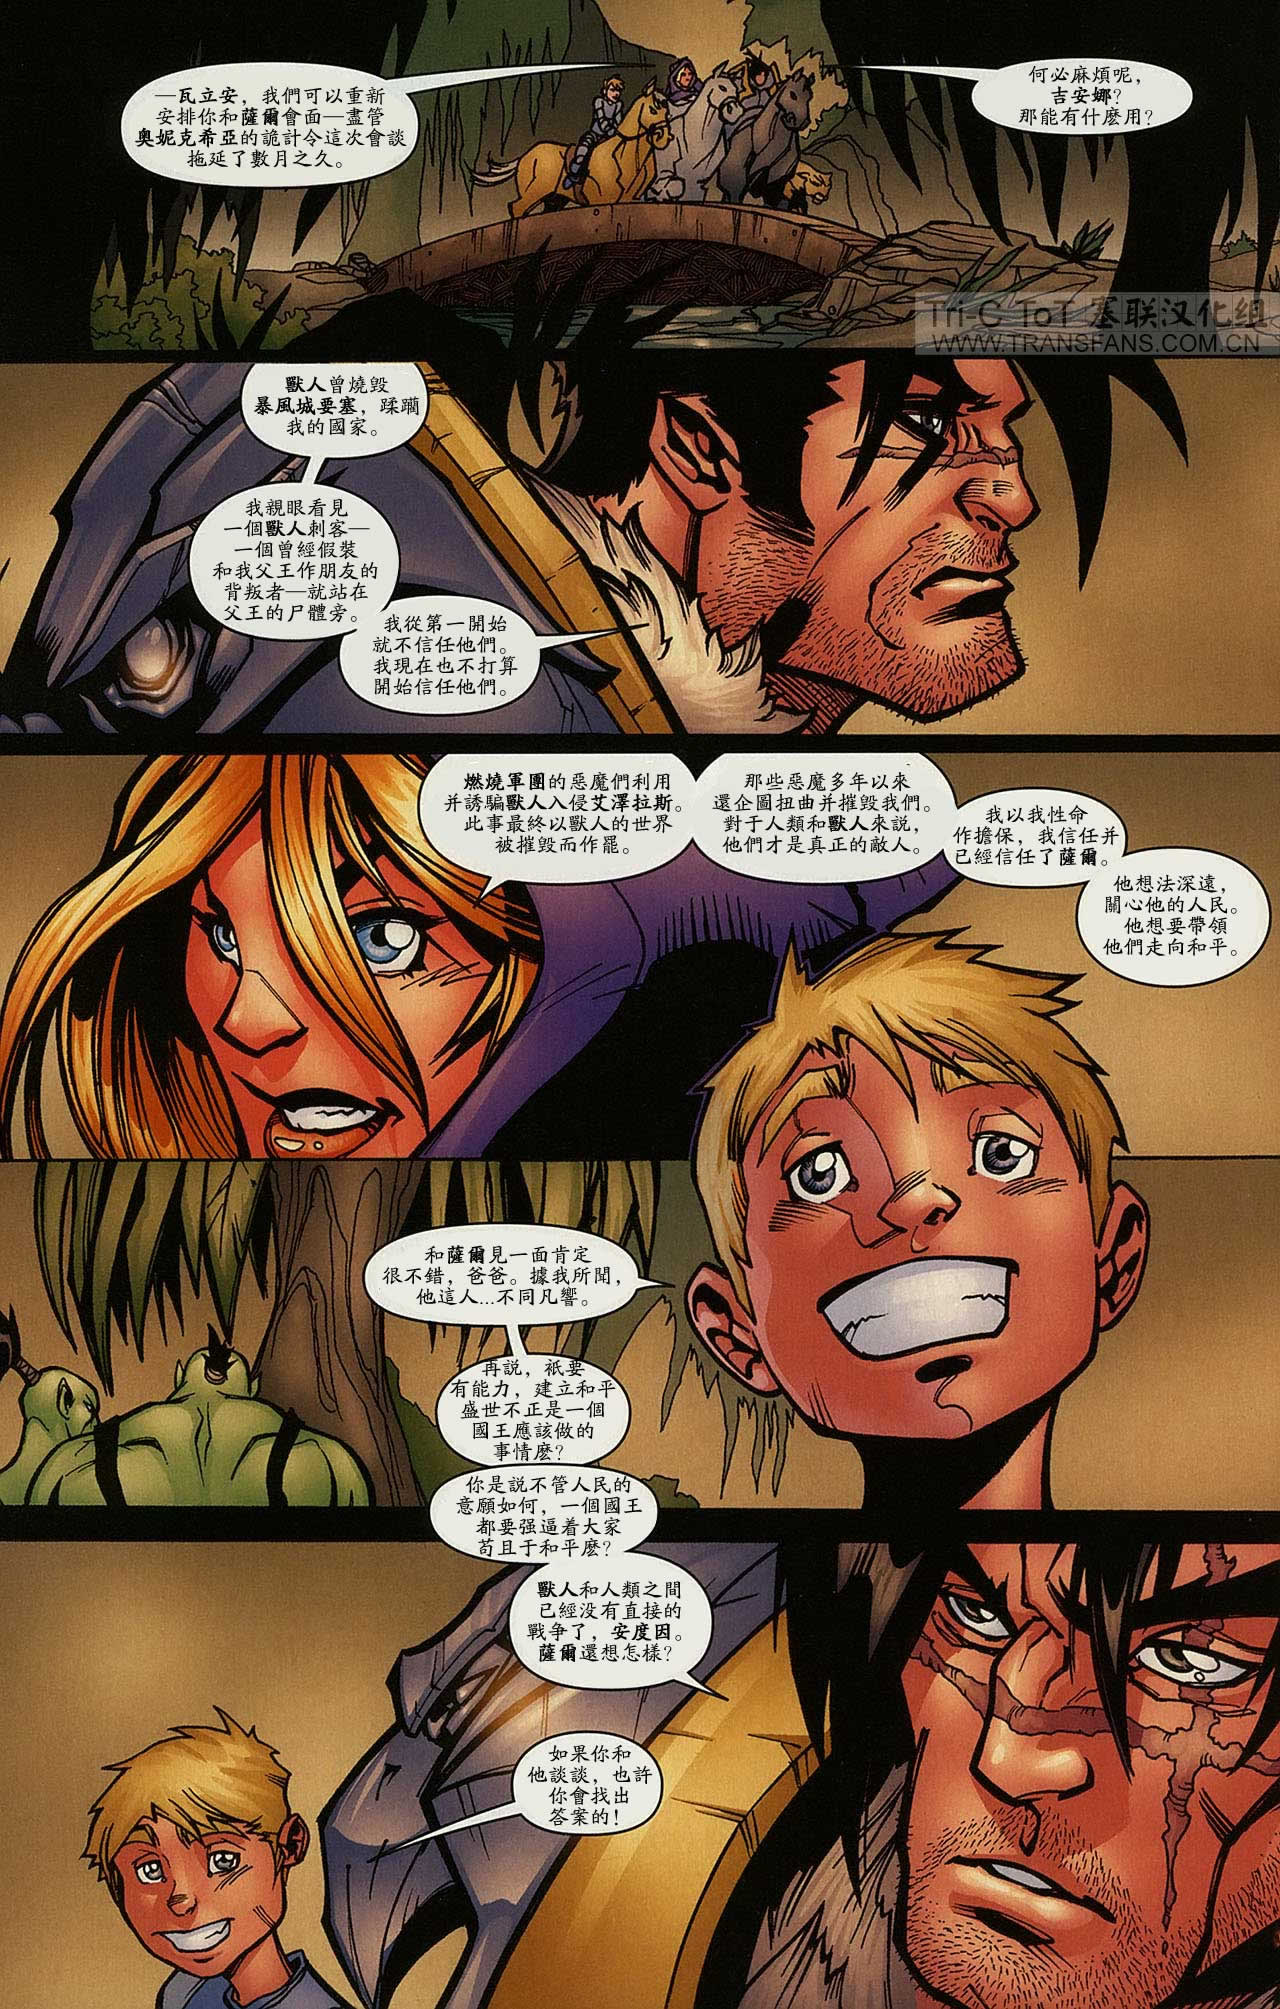 —瓦立安，我們可以重新
安排你和薩爾會面—盡管
奧妮克希亞的詭計令這次會談
拖延了數月之久。
何必麻煩呢，
吉安娜？
那能有什麼用？
Tri-C ToT 塞联汉化组
WWW.TRANSFANS.COM.CN
獸人曾燒毀
暴風城要塞，蹂躪
我的國家。
我親眼看見
一個獸人刺客—
一個曾經假裝
和我父王作朋友的
背叛者—就站在
父王的尸體旁。
我從第一開始
就不信任他們。
我現在也不打算
開始信任他們。
燃燒軍團的惡魔們利用
并誘騙獸人入侵艾澤拉斯。
此事最終以獸人的世界
被摧毀而作罷。
那些惡魔多年以來
還企圖扭曲并摧毀我們。
對于人類和獸人來説，
他們才是真正的敵人。
我以我性命
作擔保，我信任并
已經信任了薩爾。
他想法深遠，
關心他的人民。
他想要帶領
他們走向和平。
和薩爾見一面肯定
很不錯，爸爸。據我所聞，
他這人...不同凡響。
再説，衹要
有能力，建立和平
盛世不正是一個
國王應該做的
事情麽？
你是説不管人民的
意願如何，一個國王
都要强逼着大家
苟且于和平麽？
獸人和人類之間
已經没有直接的
戰争了，安度因。
薩爾還想怎樣？
如果你和
他談談，也許
你會找出
答案的！